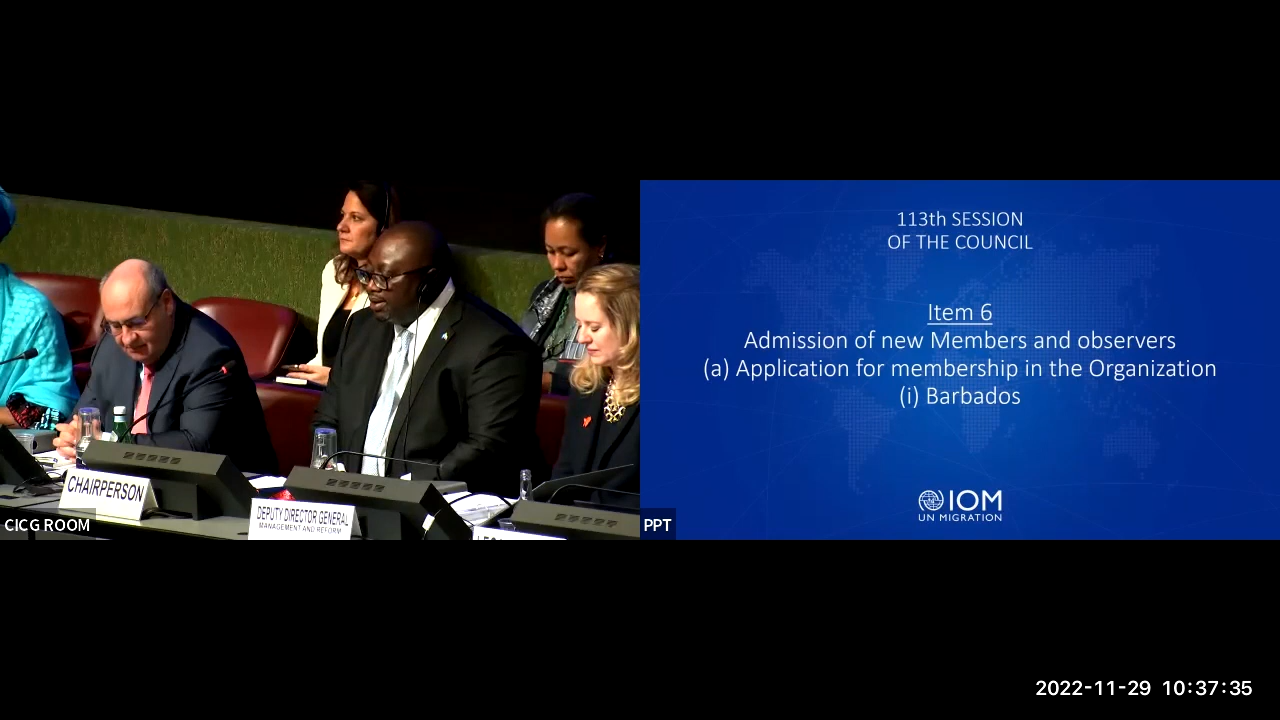 CHAIRPERSON
DEPUTY DIRECTOR GENERAL
MANAGEMENT AND REFORM
CICG ROOM
113th SESSION
OF THE COUNCIL
Item 6
Admission of new Members and observers
(a) Application for membership in the Organization
(i) Barbados
IOM
UN MIGRATION
PPT
2022-11-29 10:37:35